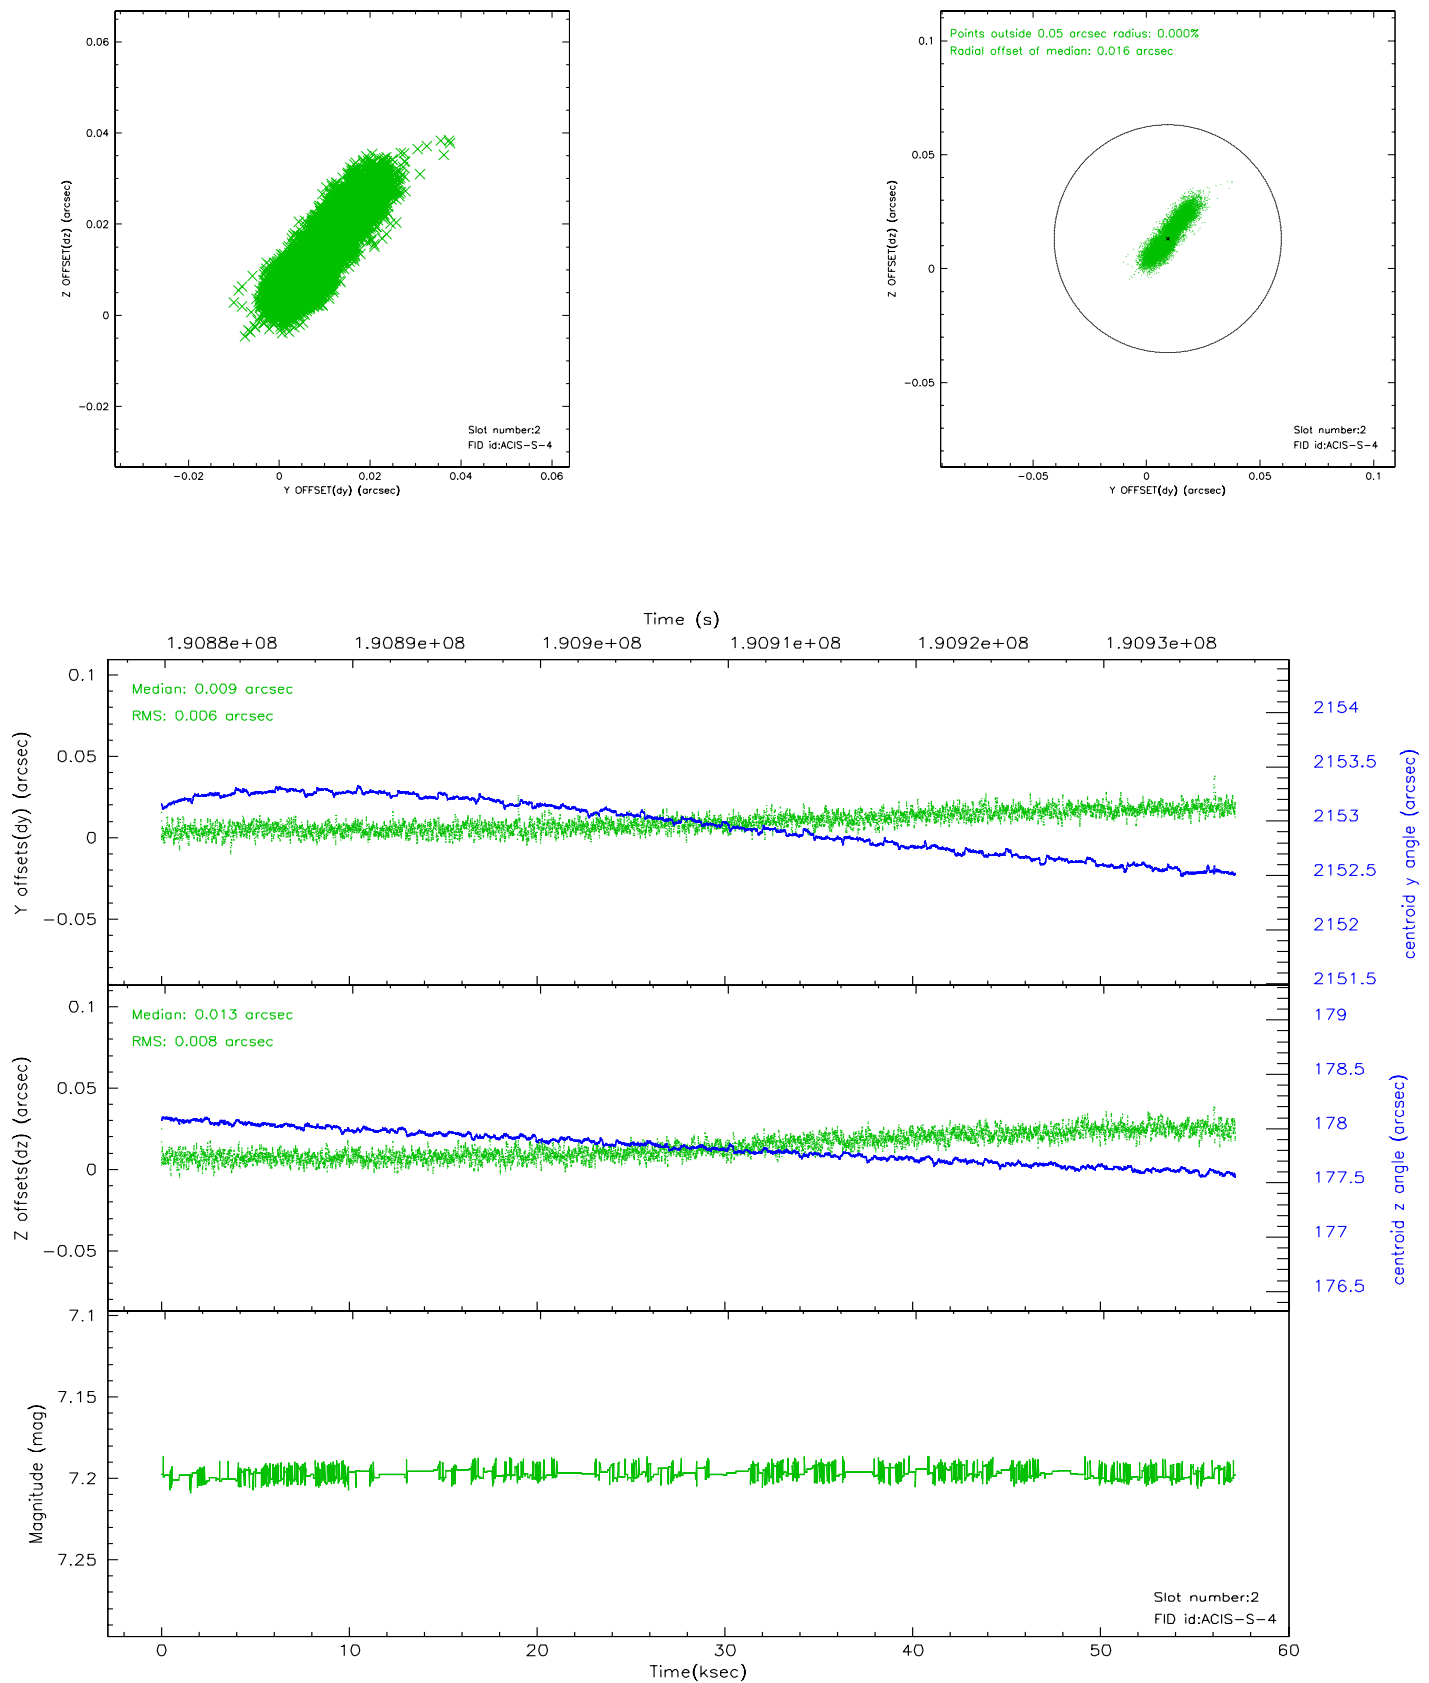 0.06
0.04
0.02
0
-0.02
Z OFFSET(dz) (arcsec)
-0.02 0 0.02 0.04 0.06
Y OFFSET(dy) (arcsec)
Slot number:2
FID id:ACIS-S-4
Points outside 0.05 arcsec radius: 0.000%
Radial offset of median: 0.016 arcsec
0.1
0.05
0
-0.05
Z OFFSET(dz) (arcsec)
-0.05 0 0.05 0.1
Y OFFSET(dy) (arcsec)
Slot number:2
FID id:ACIS-S-4
Time (s)
1.9088e+08 1.9089e+08 1.909e+08 1.9091e+08 1.9092e+08 1.9093e+08
Median: 0.009 arcsec
RMS: 0.006 arcsec
0.1
0.05
0
-0.05
Y offsets(dy) (arcsec)
2154
2153.5
2153
2152.5
2152
2151.5
centroid y angle (arcsec)
Median: 0.013 arcsec
RMS: 0.008 arcsec
0.1
0.05
0
-0.05
Z offsets(dz) (arcsec)
179
178.5
178
177.5
177
176.5
centroid z angle (arcsec)
7.1
7.15
7.2
7.25
Magnitude (mag)
Slot number:2
FID id:ACIS-S-4
0 10 20 30 40 50 60
Time(ksec)